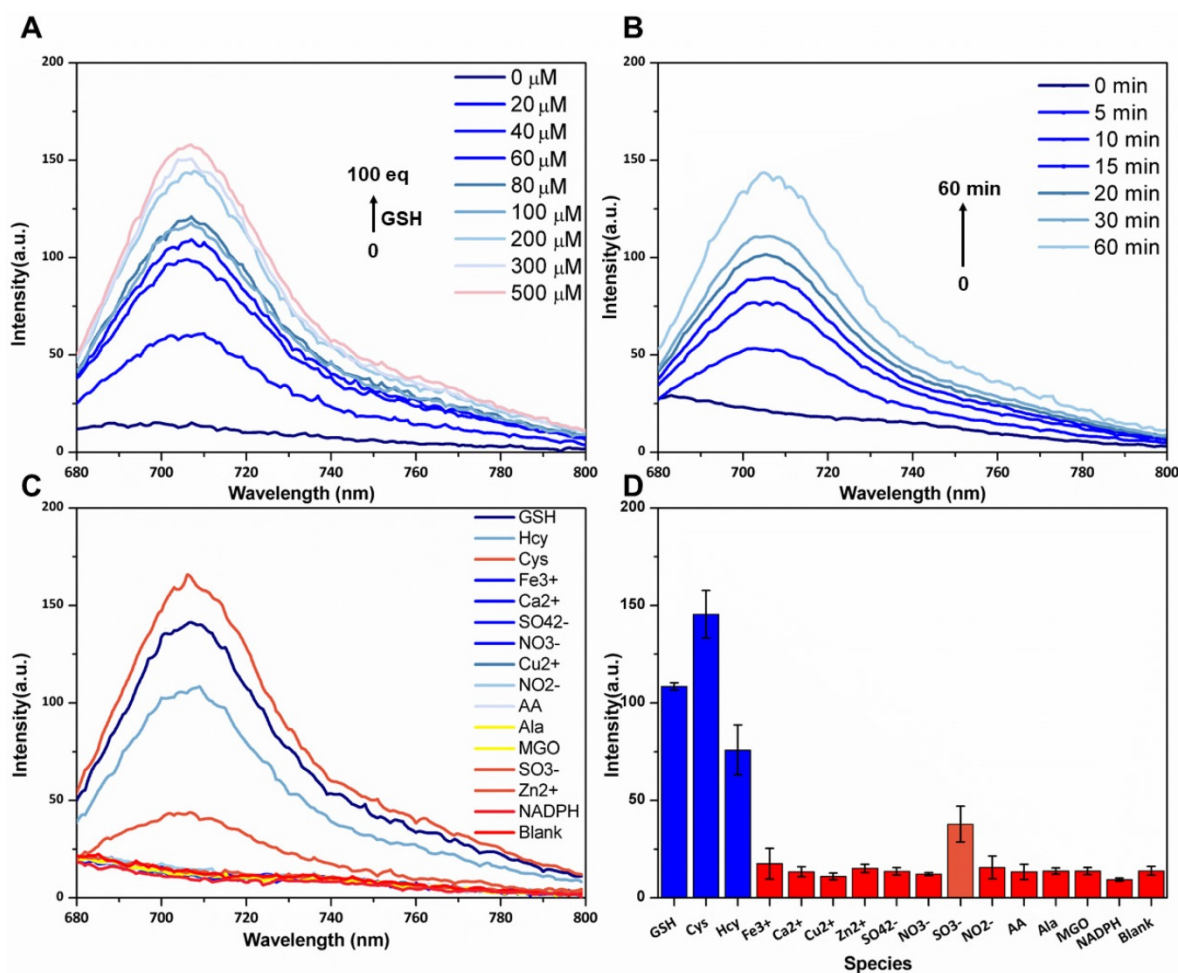 A
B
200
150
100
50
0
Intensity(a.u.)
680
700
720
740
760
780
800
Wavelength (nm)
100 eq
GSH
0
0 μM
20 μM
40 μM
60 μM
80 μM
100 μM
200 μM
300 μM
500 μM
200
150
100
50
0
Intensity(a.u.)
680
700
720
740
760
780
800
Wavelength (nm)
60 min
0
0 min
5 min
10 min
15 min
20 min
30 min
60 min
C
D
200
150
100
50
0
Intensity(a.u.)
680
700
720
740
760
780
800
Wavelength (nm)
GSH
Hcy
Cys
Fe3+
Ca2+
SO42-
NO3-
Cu2+
NO2-
AA
Ala
MGO
SO3-
Zn2+
NADPH
Blank
200
150
100
50
0
Intensity(a.u.)
GSH
Cys
Hcy
Fe3+
Ca2+
Cu2+
Zn2+
SO42-
NO3-
SO3-
NO2-
AA
Ala
MGO
NADPH
Blank
Species